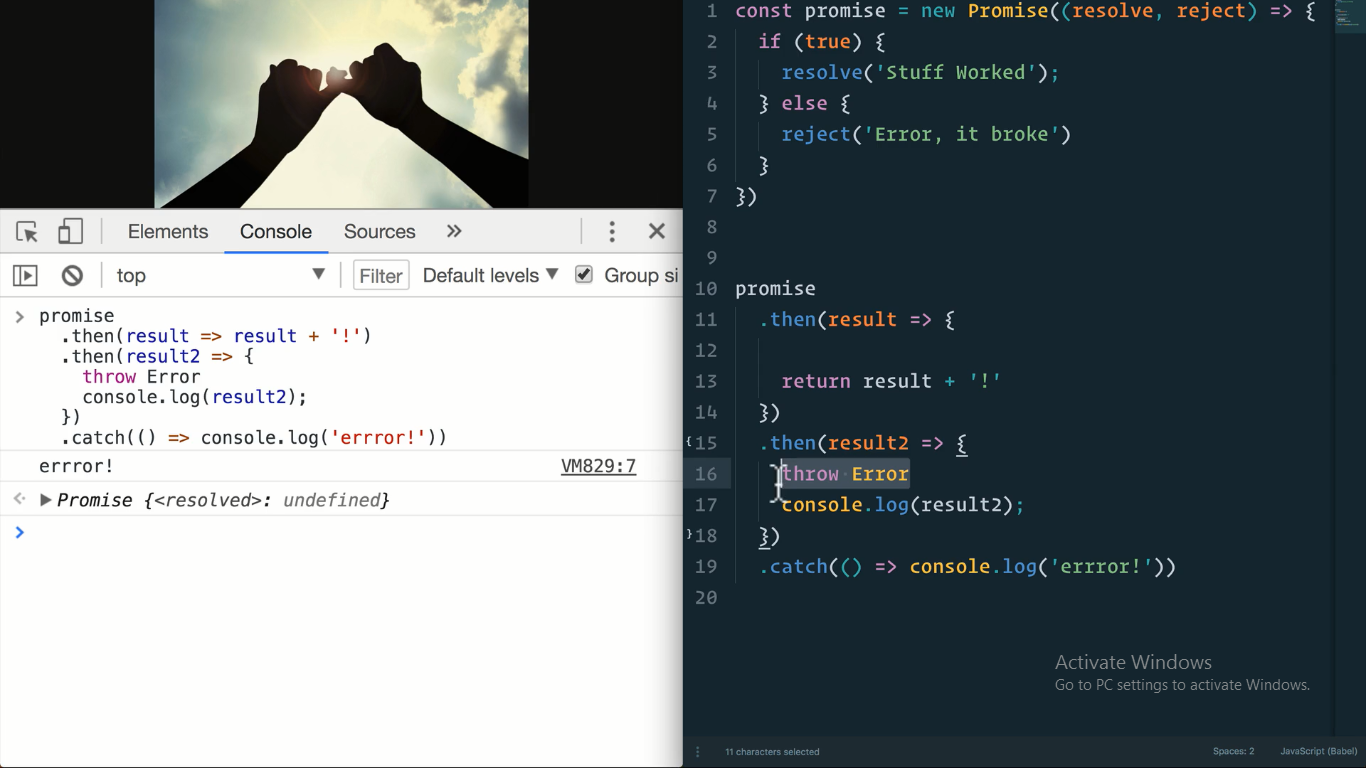 Elements Console Sources »
top Filter Default levels Group si
promise
.then(result => result + '!')
.then(result2 => {
throw Error
console.log(result2);
})
.catch(() => console.log('errror!'))
errror! VM829:7
Promise {<resolved>: undefined}
1 const promise = new Promise((resolve, reject) => {
2 if (true) {
3 resolve('Stuff Worked');
4 } else {
5 reject('Error, it broke')
6 }
7 })
8
9
10 promise
11 .then(result => {
12
13 return result + '!'
14 })
15 .then(result2 => {
16 throw Error
17 console.log(result2);
18 })
19 .catch(() => console.log('errror!'))
20
Activate Windows
Go to PC settings to activate Windows.
11 characters selected Spaces: 2 JavaScript (Babel)